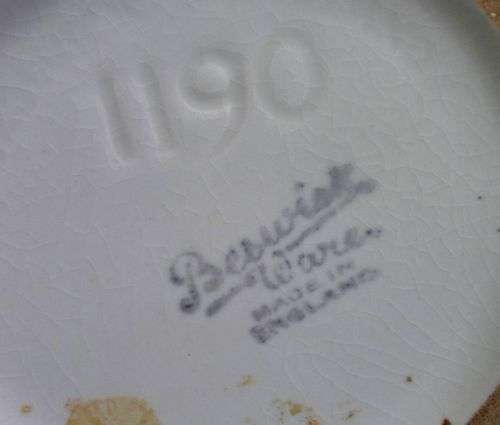 1190
Beswick
Ware.
MADE IN
ENGLAND.